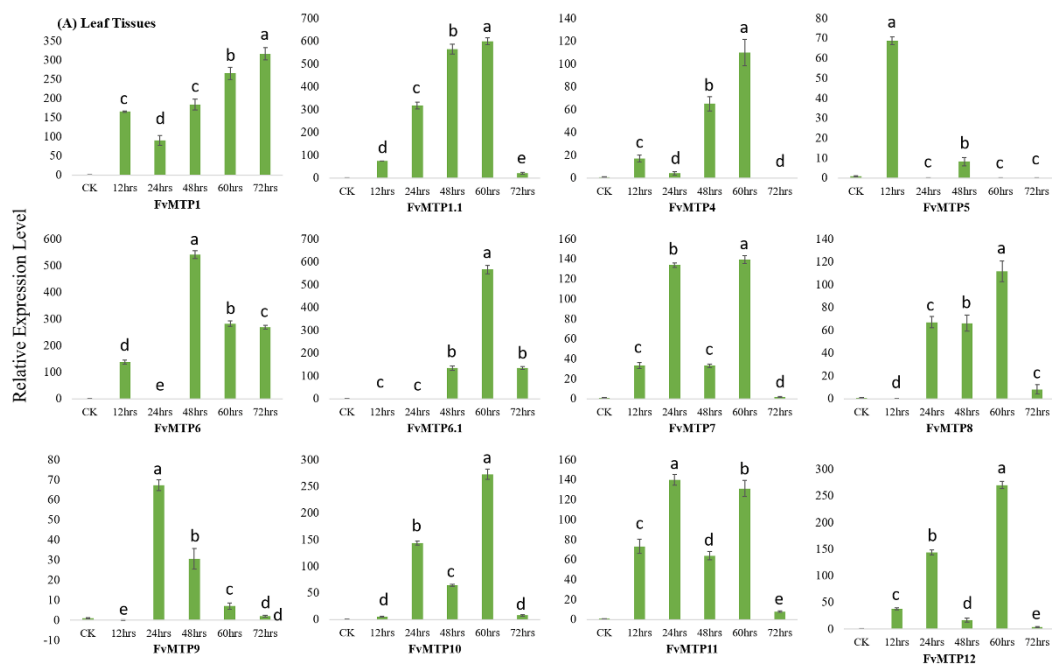 (A) Leaf Tissues
Relative Expression Level
350
300
250
200
150
100
50
0
c
d
c
b
a
CK 12hrs 24hrs 48hrs 60hrs 72hrs
FvMTP1
700
600
500
400
300
200
100
0
d
c
b
a
e
CK 12hrs 24hrs 48hrs 60hrs 72hrs
FvMTP1.1
140
120
100
80
60
40
20
0
c
d
b
a
d
CK 12hrs 24hrs 48hrs 60hrs 72hrs
FvMTP4
80
70
60
50
40
30
20
10
0
a
c
b
c
c
CK 12hrs 24hrs 48hrs 60hrs 72hrs
FvMTP5
600
500
400
300
200
100
0
d
e
a
b
c
CK 12hrs 24hrs 48hrs 60hrs 72hrs
FvMTP6
700
600
500
400
300
200
100
0
c
c
b
a
b
CK 12hrs 24hrs 48hrs 60hrs 72hrs
FvMTP6.1
160
140
120
100
80
60
40
20
0
c
b
c
a
d
CK 12hrs 24hrs 48hrs 60hrs 72hrs
FvMTP7
140
120
100
80
60
40
20
0
d
c
b
a
c
CK 12hrs 24hrs 48hrs 60hrs 72hrs
FvMTP8
80
70
60
50
40
30
20
10
0
-10
e
a
b
c
d
d
CK 12hrs 24hrs 48hrs 60hrs 72hrs
FvMTP9
300
250
200
150
100
50
0
d
b
c
a
d
CK 12hrs 24hrs 48hrs 60hrs 72hrs
FvMTP10
160
140
120
100
80
60
40
20
0
c
a
d
b
e
CK 12hrs 24hrs 48hrs 60hrs 72hrs
FvMTP11
300
250
200
150
100
50
0
c
b
d
a
e
CK 12hrs 24hrs 48hrs 60hrs 72hrs
FvMTP12